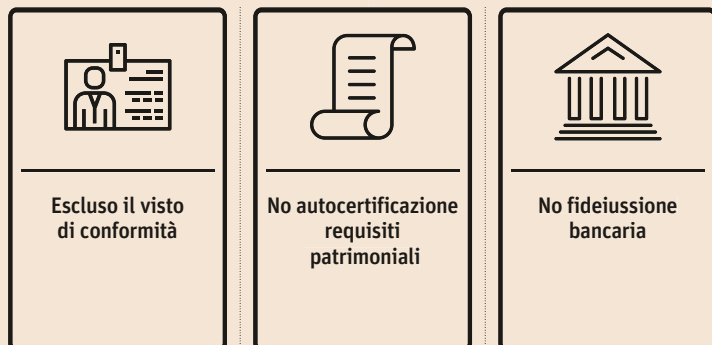 Escluso il visto
di conformità
No autocertificazione
requisiti
patrimoniali
No fideiussione
bancaria